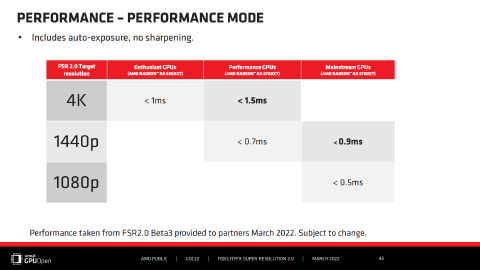 PERFORMANCE – PERFORMANCE MODE
• Includes auto-exposure, no sharpening.
FSR 2.0 Target resolution
Enthusiast GPUs
(AMD RADEON™ RX 6800XT)
Performance GPUs
(AMD RADEON™ RX 6700XT)
Mainstream GPUs
(AMD RADEON™ RX 5700XT)
4K
< 1ms
< 1.5ms
1440p
< 0.7ms
< 0.9ms
1080p
< 0.5ms
Performance taken from FSR2.0 Beta3 provided to partners March 2022. Subject to change.
AMD GPUOpen
AMD PUBLIC | GDC22 | FIDELITYFX SUPER RESOLUTION 2.0 | MARCH 2022
43